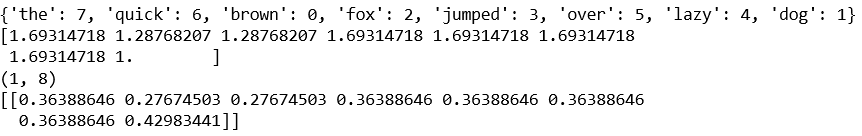 {'the': 7, 'quick': 6, 'brown': 0, 'fox': 2, 'jumped': 3, 'over': 5, 'lazy': 4, 'dog': 1}
[1.69314718 1.28768207 1.28768207 1.69314718 1.69314718 1.69314718
 1.69314718 1.        ]
(1, 8)
[[0.36388646 0.27674503 0.27674503 0.36388646 0.36388646 0.36388646
  0.36388646 0.42983441]]